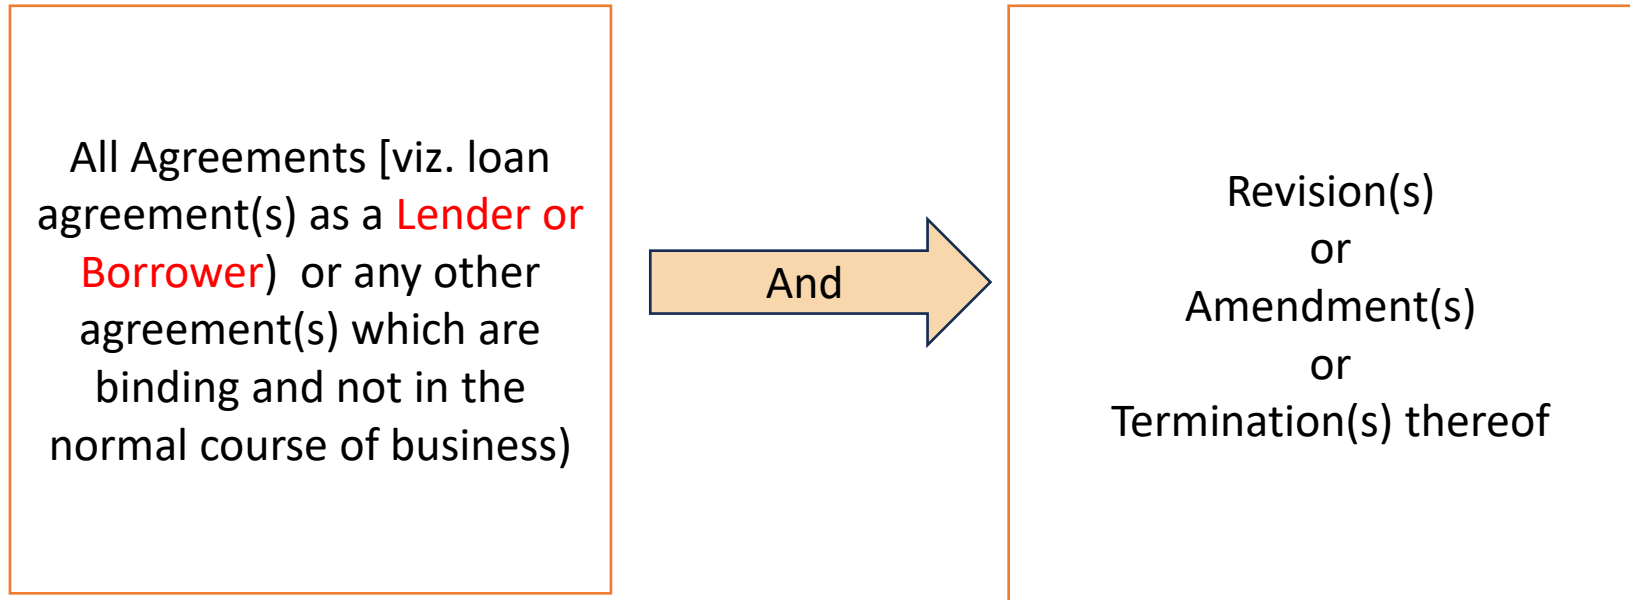 All Agreements [viz. loan
agreement(s) as a Lender or
Borrower)  or any other
agreement(s) which are
binding and not in the
normal course of business)
And
Revision(s)
or
Amendment(s)
or
Termination(s) thereof